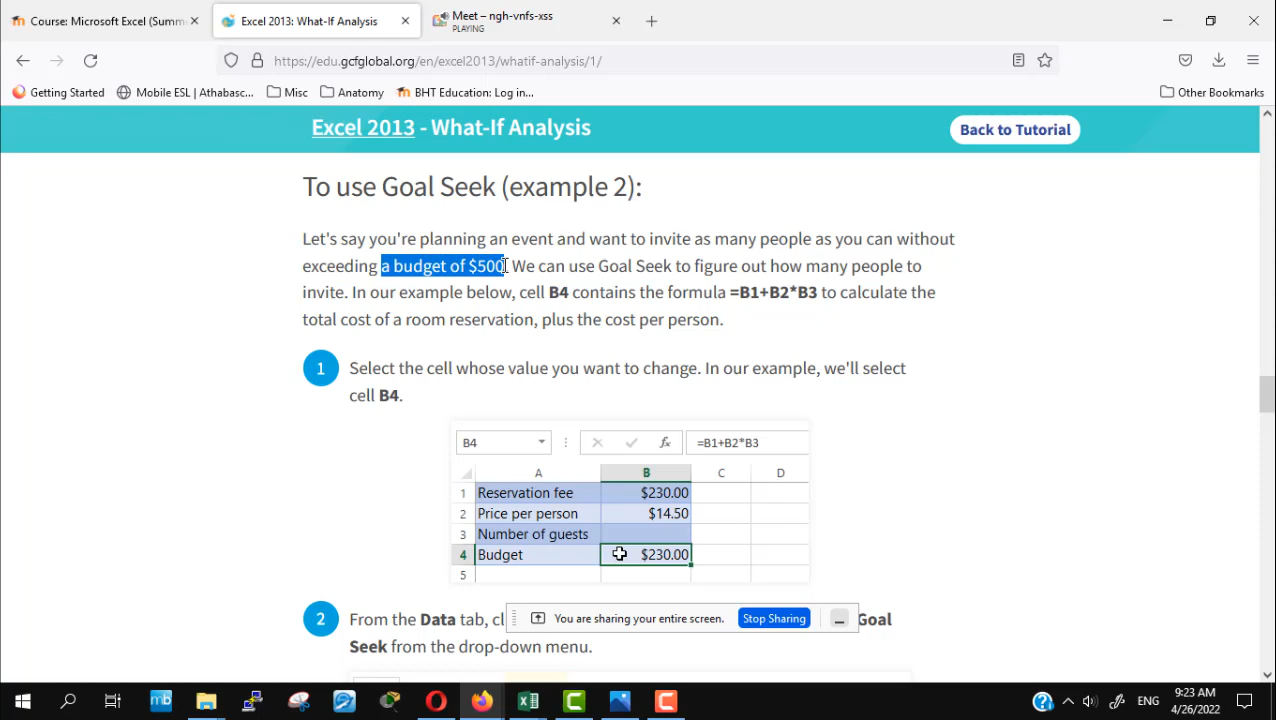 Course: Microsoft Excel (Summ
Excel 2013: What-If Analysis
Meet – ngh-vnfs-xss
PLAYING
https://edu.gcfglobal.org/en/excel2013/whatif-analysis/1/
Getting Started
Mobile ESL | Athabasc...
Misc
Anatomy
BHT Education: Log in...
Other Bookmarks
Excel 2013 - What-If Analysis
Back to Tutorial
To use Goal Seek (example 2):
Let's say you're planning an event and want to invite as many people as you can without
exceeding a budget of $500. We can use Goal Seek to figure out how many people to
invite. In our example below, cell B4 contains the formula =B1+B2*B3 to calculate the
total cost of a room reservation, plus the cost per person.
1 Select the cell whose value you want to change. In our example, we'll select
cell B4.
B4 fx =B1+B2*B3
A B C D
1 Reservation fee $230.00
2 Price per person $14.50
3 Number of guests
4 Budget $230.00
5
2 From the Data tab, cl Goal
You are sharing your entire screen. Stop Sharing
Seek from the drop-down menu.
mb
ENG
9:23 AM
4/26/2022